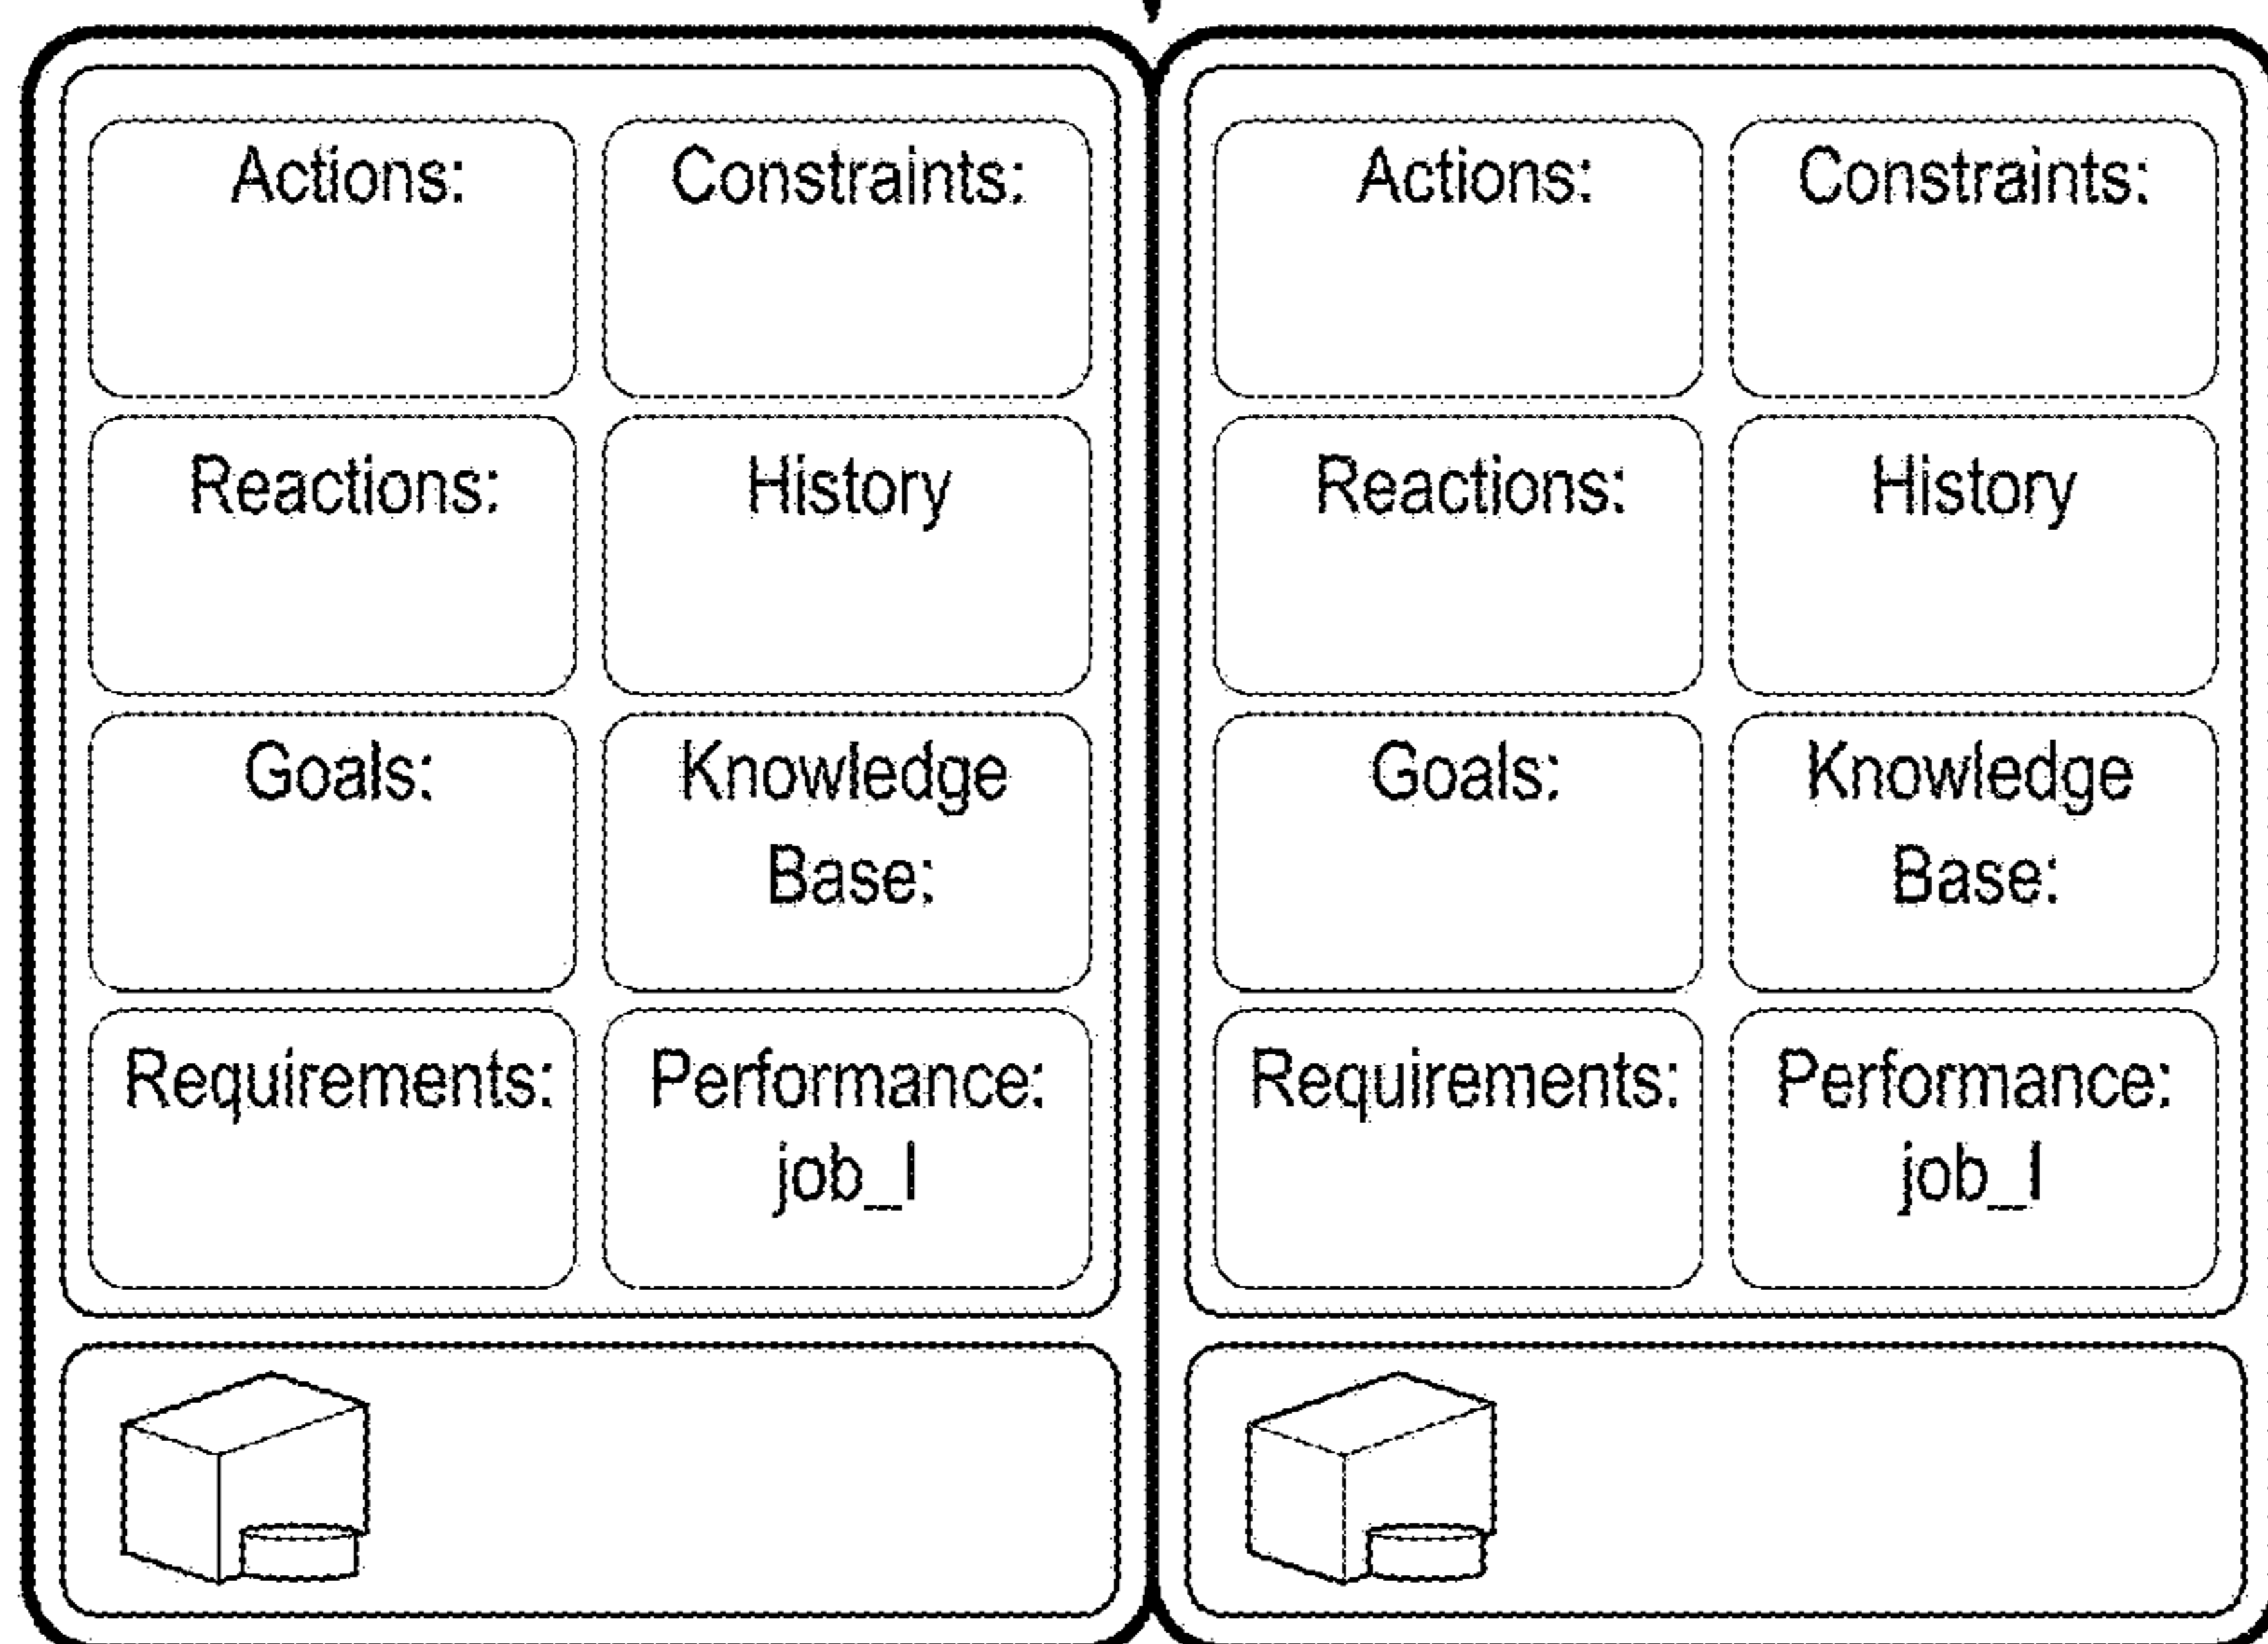 Actions:
Constraints:
Reactions:
History
Goals:
Knowledge
Base:
Requirements:
Performance:
job_I
Actions:
Constraints:
Reactions:
History
Goals:
Knowledge
Base:
Requirements:
Performance:
job_I